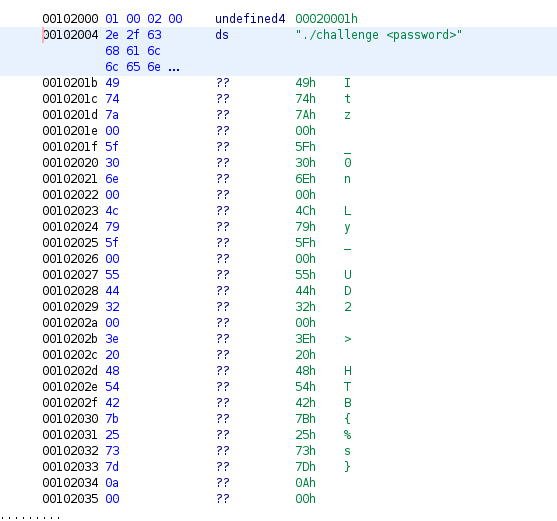 00102000 01 00 02 00 undefined4 00020001h
00102004 2e 2f 63 ds "./challenge <password>"
68 61 6c
6c 65 6e ...
0010201b 49 ?? 49h I
0010201c 74 ?? 74h t
0010201d 7a ?? 7Ah z
0010201e 00 ?? 00h
0010201f 5f ?? 5Fh _
00102020 30 ?? 30h 0
00102021 6e ?? 6Eh n
00102022 00 ?? 00h
00102023 4c ?? 4Ch L
00102024 79 ?? 79h y
00102025 5f ?? 5Fh _
00102026 00 ?? 00h
00102027 55 ?? 55h U
00102028 44 ?? 44h D
00102029 32 ?? 32h 2
0010202a 00 ?? 00h
0010202b 3e ?? 3Eh >
0010202c 20 ?? 20h
0010202d 48 ?? 48h H
0010202e 54 ?? 54h T
0010202f 42 ?? 42h B
00102030 7b ?? 7Bh {
00102031 25 ?? 25h %
00102032 73 ?? 73h s
00102033 7d ?? 7Dh }
00102034 0a ?? 0Ah
00102035 00 ?? 00h